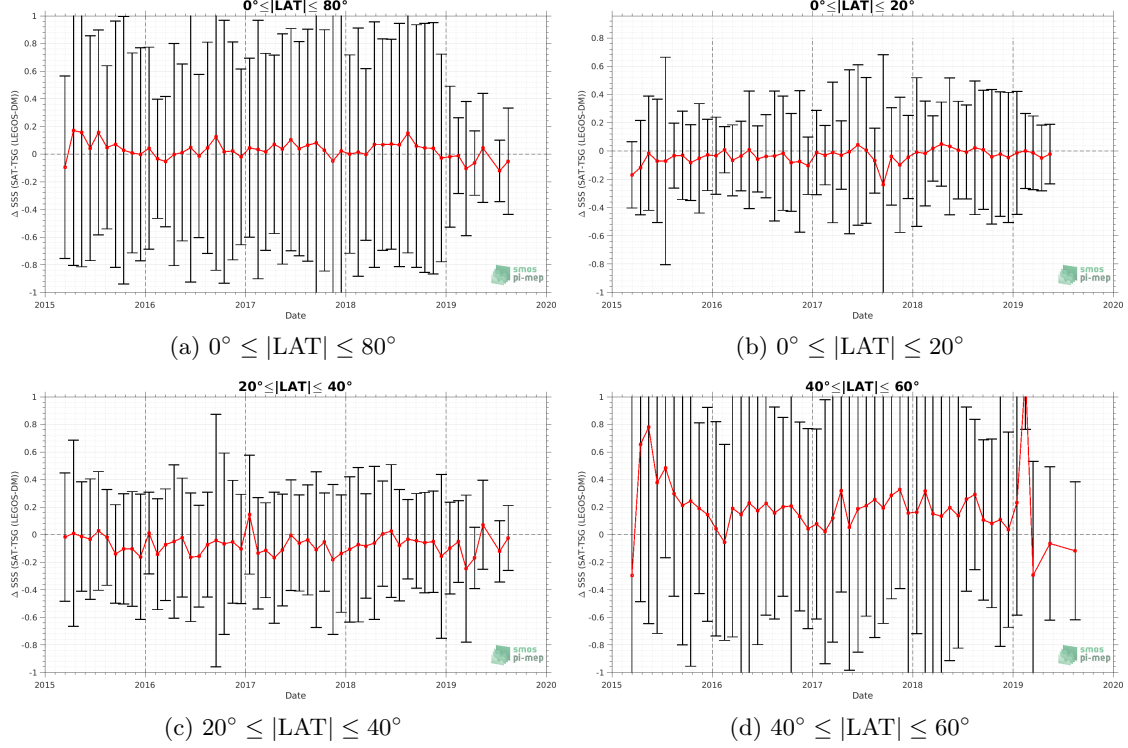 0°≤|LAT|≤ 80°
Δ SSS (SAT-TSG (LEGOS-DM))
1
0.8
0.6
0.4
0.2
0
-0.2
-0.4
-0.6
-0.8
-1
2015 2016 2017 2018 2019 2020
Date
smos
pi-mep
(a) 0° ≤ |LAT| ≤ 80°
0°≤|LAT|≤ 20°
Δ SSS (SAT-TSG (LEGOS-DM))
0.8
0.6
0.4
0.2
0
-0.2
-0.4
-0.6
-0.8
-1
2015 2016 2017 2018 2019 2020
Date
smos
pi-mep
(b) 0° ≤ |LAT| ≤ 20°
20°≤|LAT|≤ 40°
Δ SSS (SAT-TSG (LEGOS-DM))
1
0.8
0.6
0.4
0.2
0
-0.2
-0.4
-0.6
-0.8
-1
2015 2016 2017 2018 2019 2020
Date
smos
pi-mep
(c) 20° ≤ |LAT| ≤ 40°
40°≤|LAT|≤ 60°
Δ SSS (SAT-TSG (LEGOS-DM))
1
0.8
0.6
0.4
0.2
0
-0.2
-0.4
-0.6
-0.8
-1
2015 2016 2017 2018 2019 2020
Date
smos
pi-mep
(d) 40° ≤ |LAT| ≤ 60°